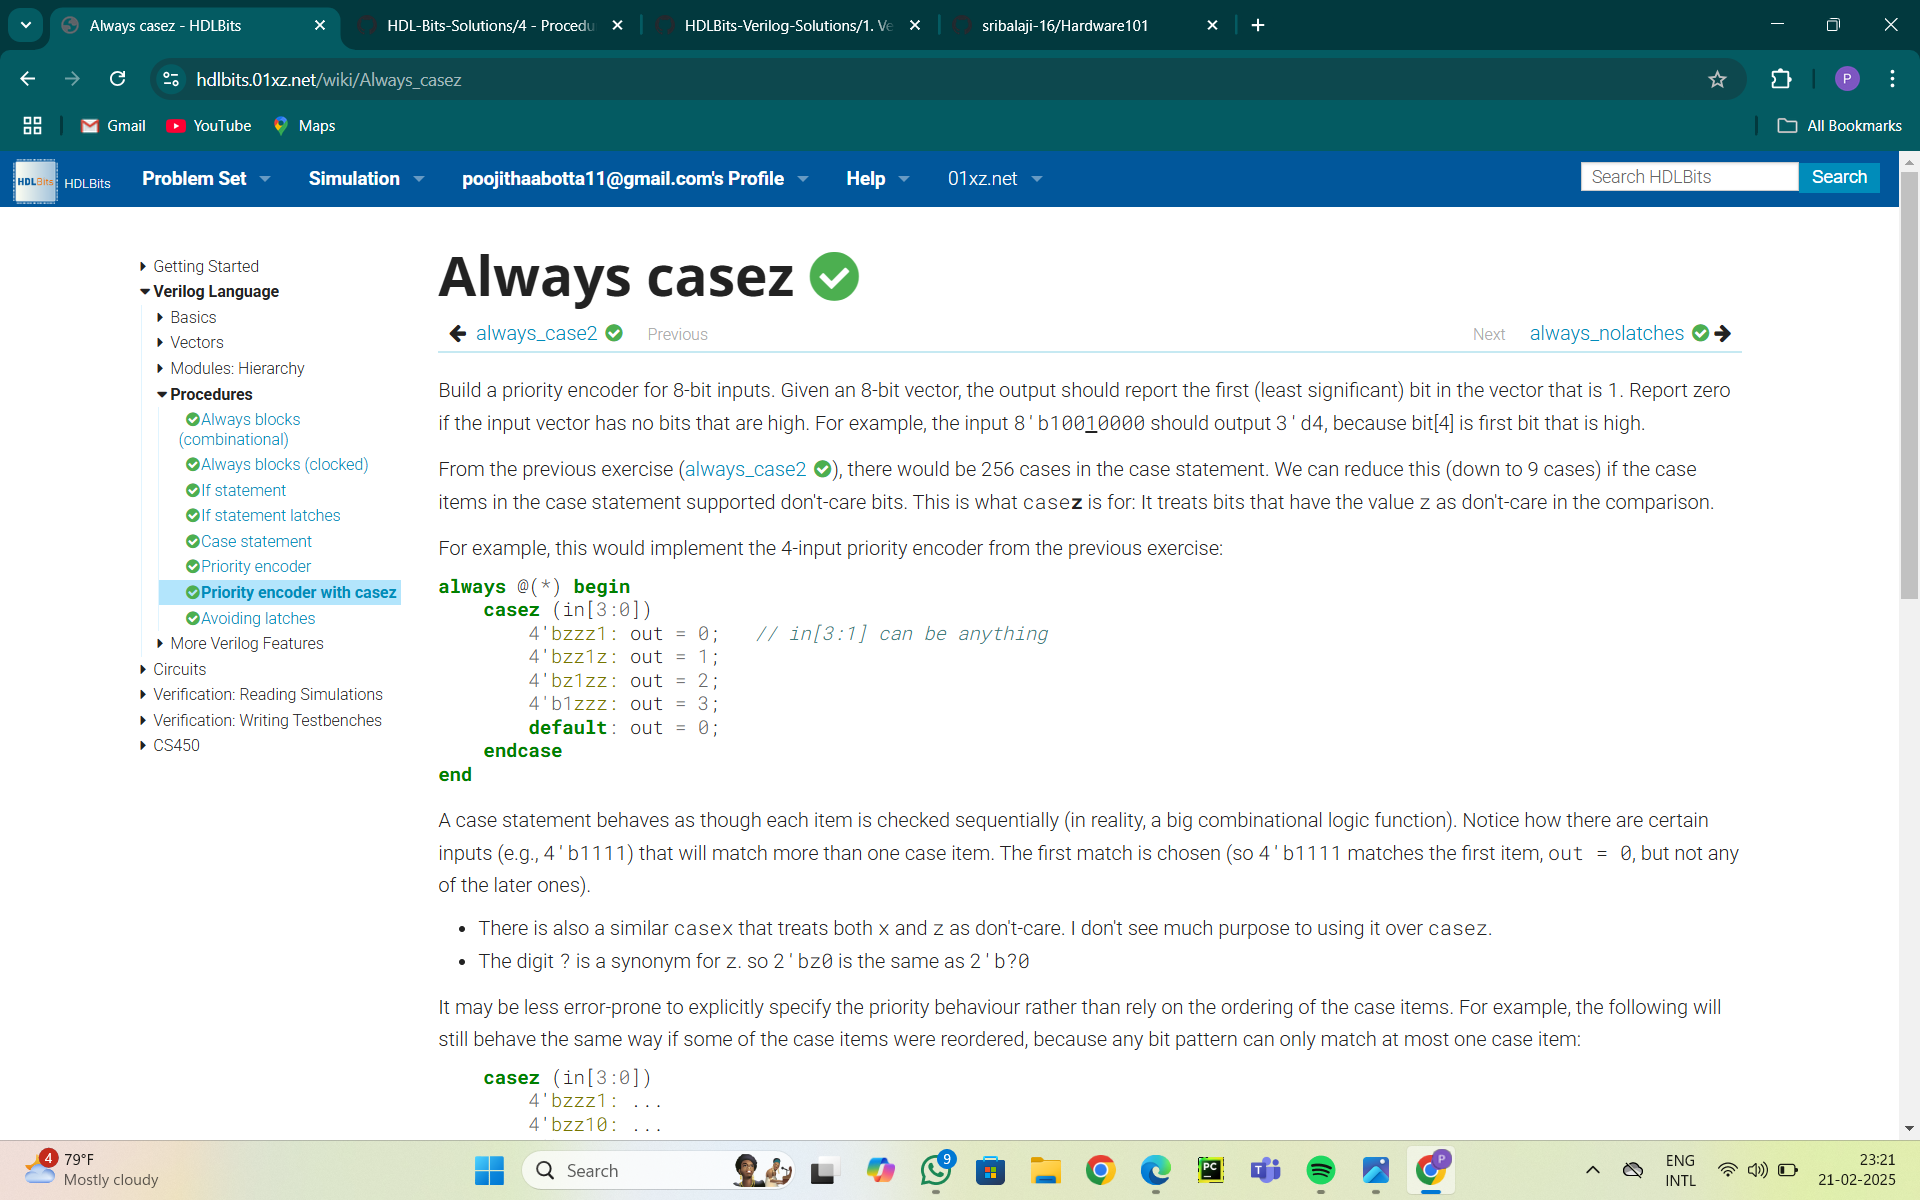 Always casez - HDLBits
HDL-Bits-Solutions/4 - Procedu
HDLBits-Verilog-Solutions/1. Ve
sribalaji-16/Hardware101
hdlbits.01xz.net/wiki/Always_casez
P
Gmail
YouTube
Maps
All Bookmarks
HDLBits
HDLBits
Problem Set
Simulation
poojithaabotta11@gmail.com's Profile
Help
01xz.net
Search HDLBits
Search
Getting Started
Verilog Language
Basics
Vectors
Modules: Hierarchy
Procedures
Always blocks
(combinational)
Always blocks (clocked)
If statement
If statement latches
Case statement
Priority encoder
Priority encoder with casez
Avoiding latches
More Verilog Features
Circuits
Verification: Reading Simulations
Verification: Writing Testbenches
CS450
Always casez
always_case2 Previous
Next always_nolatches
Build a priority encoder for 8-bit inputs. Given an 8-bit vector, the output should report the first (least significant) bit in the vector that is 1. Report zero
if the input vector has no bits that are high. For example, the input 8'b10010000 should output 3'd4, because bit[4] is first bit that is high.
From the previous exercise (always_case2 ), there would be 256 cases in the case statement. We can reduce this (down to 9 cases) if the case
items in the case statement supported don't-care bits. This is what casez is for: It treats bits that have the value z as don't-care in the comparison.
For example, this would implement the 4-input priority encoder from the previous exercise:
always @(*) begin
casez (in[3:0])
4'bzzz1: out = 0; // in[3:1] can be anything
4'bzz1z: out = 1;
4'bz1zz: out = 2;
4'b1zzz: out = 3;
default: out = 0;
endcase
end
A case statement behaves as though each item is checked sequentially (in reality, a big combinational logic function). Notice how there are certain
inputs (e.g., 4'b1111) that will match more than one case item. The first match is chosen (so 4'b1111 matches the first item, out = 0, but not any
of the later ones).
• There is also a similar casex that treats both x and z as don't-care. I don't see much purpose to using it over casez.
• The digit ? is a synonym for z. so 2'bz0 is the same as 2'b?0
It may be less error-prone to explicitly specify the priority behaviour rather than rely on the ordering of the case items. For example, the following will
still behave the same way if some of the case items were reordered, because any bit pattern can only match at most one case item:
casez (in[3:0])
4'bzzz1: ...
4'bzz10: ...
4
79°F
Mostly cloudy
Search
9
PC
P
ENG
INTL
23:21
21-02-2025